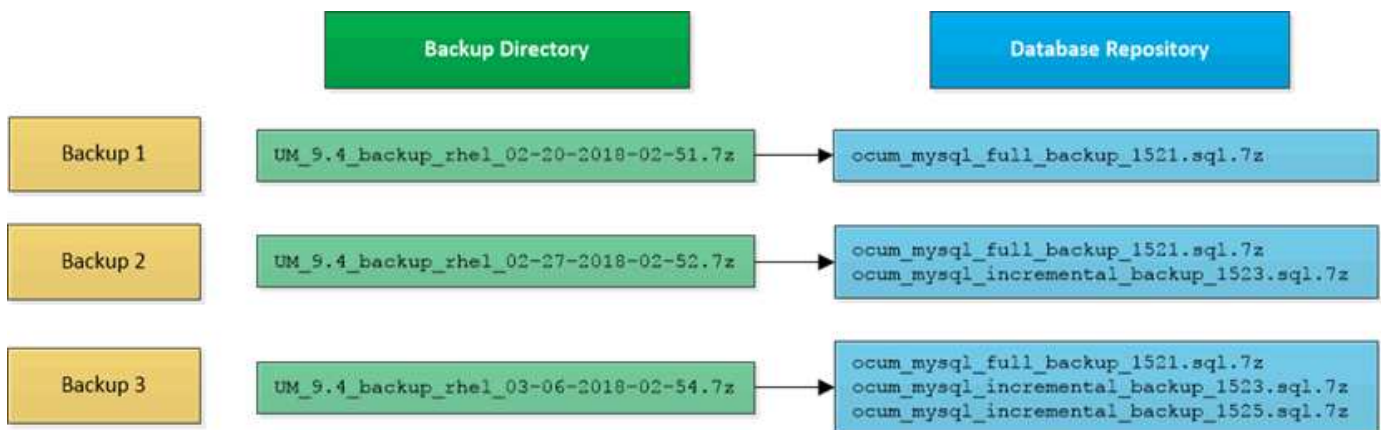 Backup Directory
Database Repository
Backup 1
UM_9.4_backup_rhel_02-20-2018-02-51.7z
ocum_mysql_full_backup_1521.sql.7z
Backup 2
UM_9.4_backup_rhel_02-27-2018-02-52.7z
ocum_mysql_full_backup_1521.sql.7z
ocum_mysql_incremental_backup_1523.sql.7z
Backup 3
UM_9.4_backup_rhel_03-06-2018-02-54.7z
ocum_mysql_full_backup_1521.sql.7z
ocum_mysql_incremental_backup_1523.sql.7z
ocum_mysql_incremental_backup_1525.sql.7z